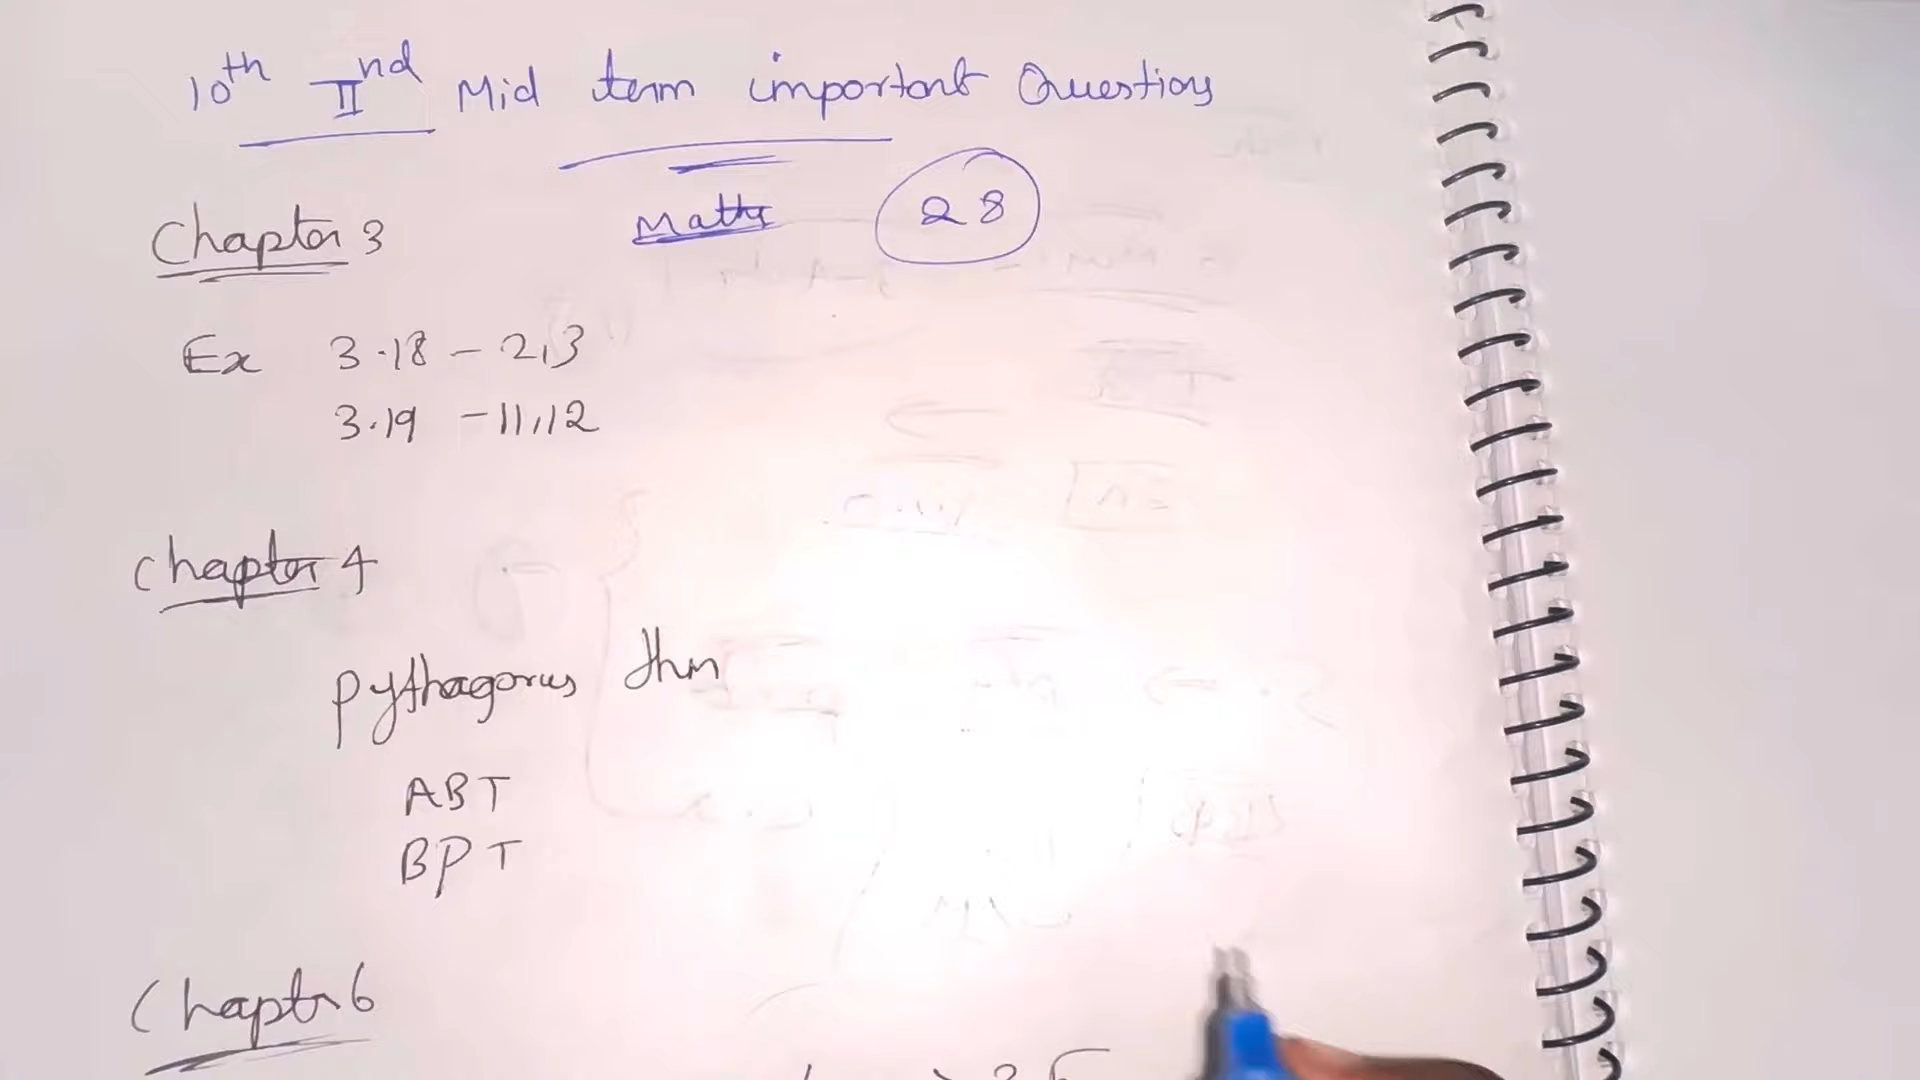 10th IInd Mid term important Questions
Maths 28
Chapter 3
Ex 3.18 - 2,3
3.19 - 11,12
Chapter 4
pythagorus thm
ABT
BPT
Chapter 6